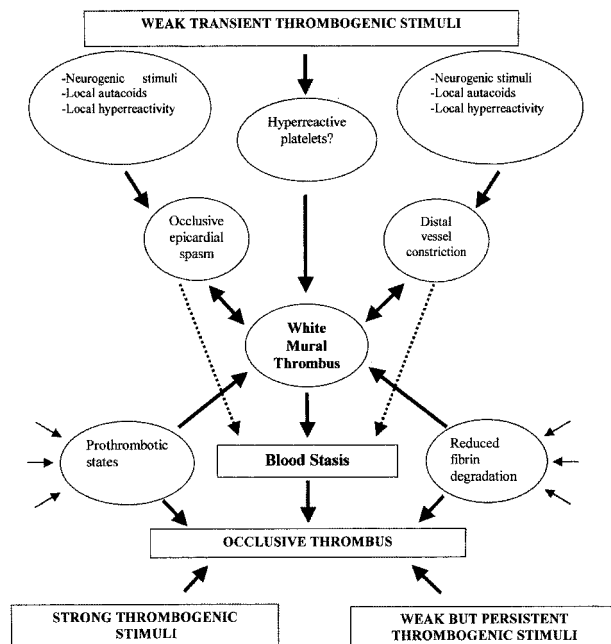 WEAK TRANSIENT THROMBOGENIC STIMULI
-Neurogenic stimuli
-Local autacoids
-Local hyperreactivity
Hyperreactive
platelets?
-Neurogenic stimuli
-Local autacoids
-Local hyperreactivity
Occlusive
epicardial
spasm
Distal
vessel
constriction
White
Mural
Thrombus
Prothrombotic
states
Blood Stasis
Reduced
fibrin
degradation
OCCLUSIVE THROMBUS
STRONG THROMBOGENIC
STIMULI
WEAK BUT PERSISTENT
THROMBOGENIC STIMULI